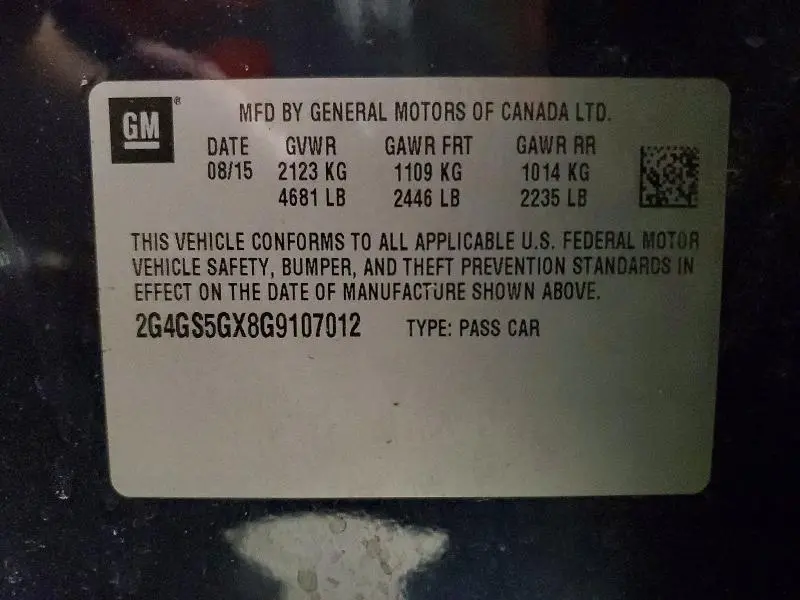 GM®
MFD BY GENERAL MOTORS OF CANADA LTD.
DATE GVWR GAWR FRT GAWR RR
08/15 2123 KG 1109 KG 1014 KG
4681 LB 2446 LB 2235 LB
THIS VEHICLE CONFORMS TO ALL APPLICABLE U.S. FEDERAL MOTOR
VEHICLE SAFETY, BUMPER, AND THEFT PREVENTION STANDARDS IN
EFFECT ON THE DATE OF MANUFACTURE SHOWN ABOVE.
2G4GS5GX8G9107012 TYPE: PASS CAR